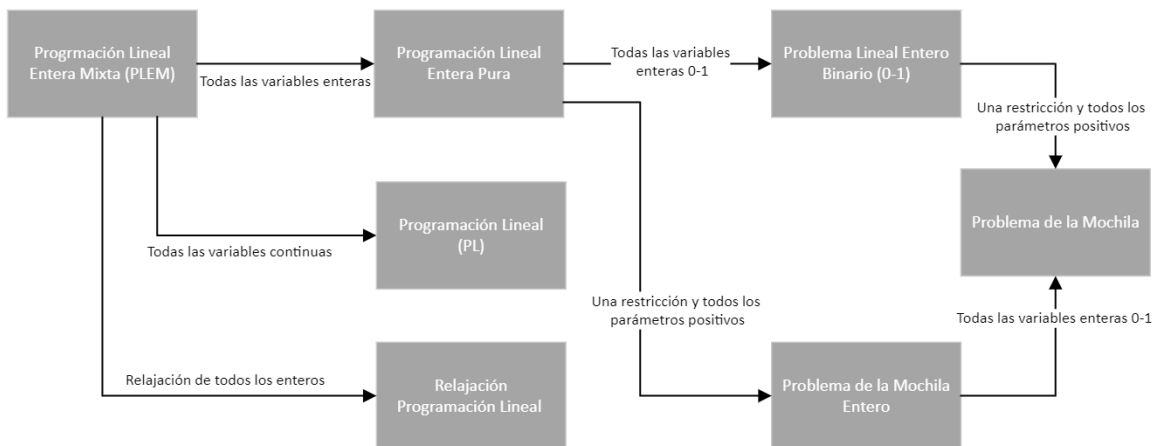 Progrmación Lineal
Entera Mixta (PLEM)
Todas las variables enteras
Programación Lineal
Entera Pura
Todas las variables
enteras 0-1
Problema Lineal Entero
Binario (0-1)
Una restricción y todos los
parámetros positivos
Problema de la Mochila
Programación Lineal
(PL)
Todas las variables continuas
Una restricción y todos los
parámetros positivos
Todas las variables enteras 0-1
Relajación de todos los enteros
Relajación
Programación Lineal
Problema de la Mochila
Entero